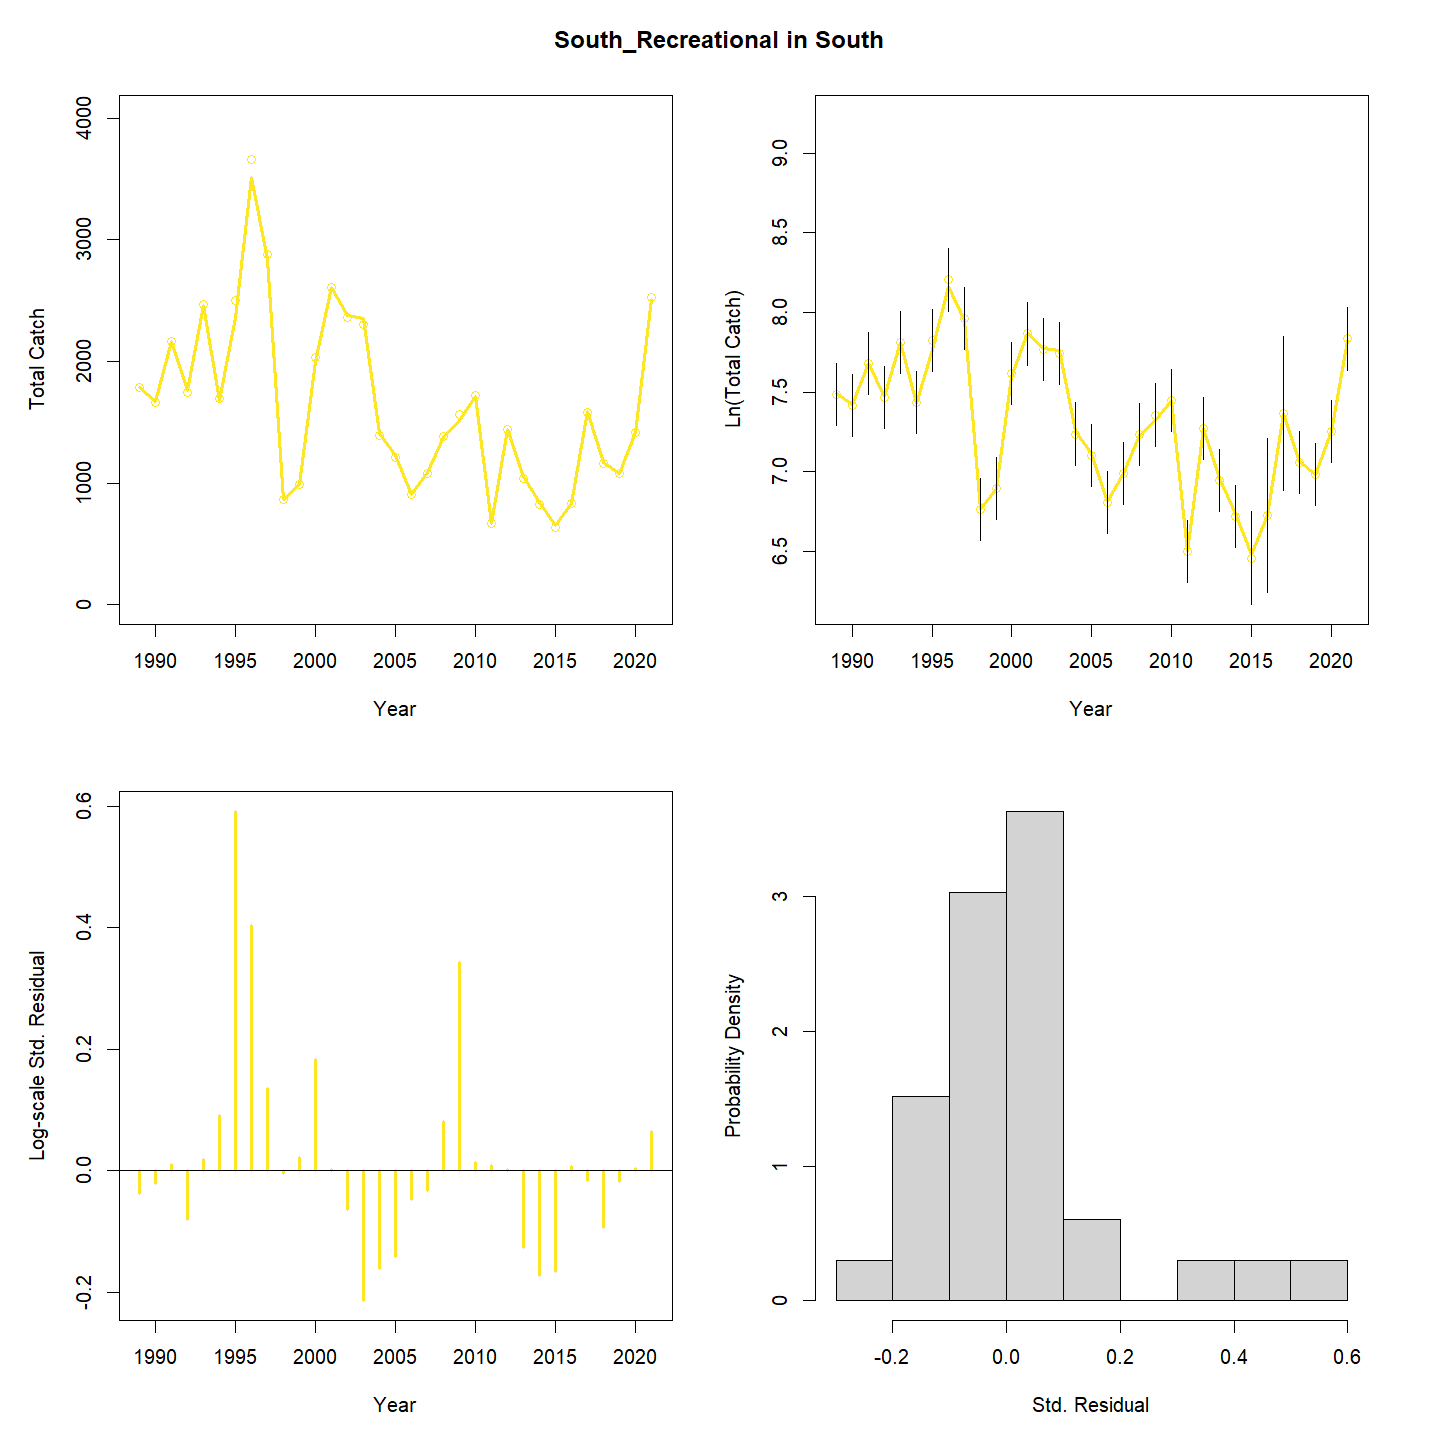 South_Recreational in South
Total Catch
4000
3000
2000
1000
0
1990 1995 2000 2005 2010 2015 2020
Year
Ln(Total Catch)
9.0
8.5
8.0
7.5
7.0
6.5
1990 1995 2000 2005 2010 2015 2020
Year
Log-scale Std. Residual
0.6
0.4
0.2
0.0
-0.2
1990 1995 2000 2005 2010 2015 2020
Year
Probability Density
3
2
1
0
-0.2 0.0 0.2 0.4 0.6
Std. Residual